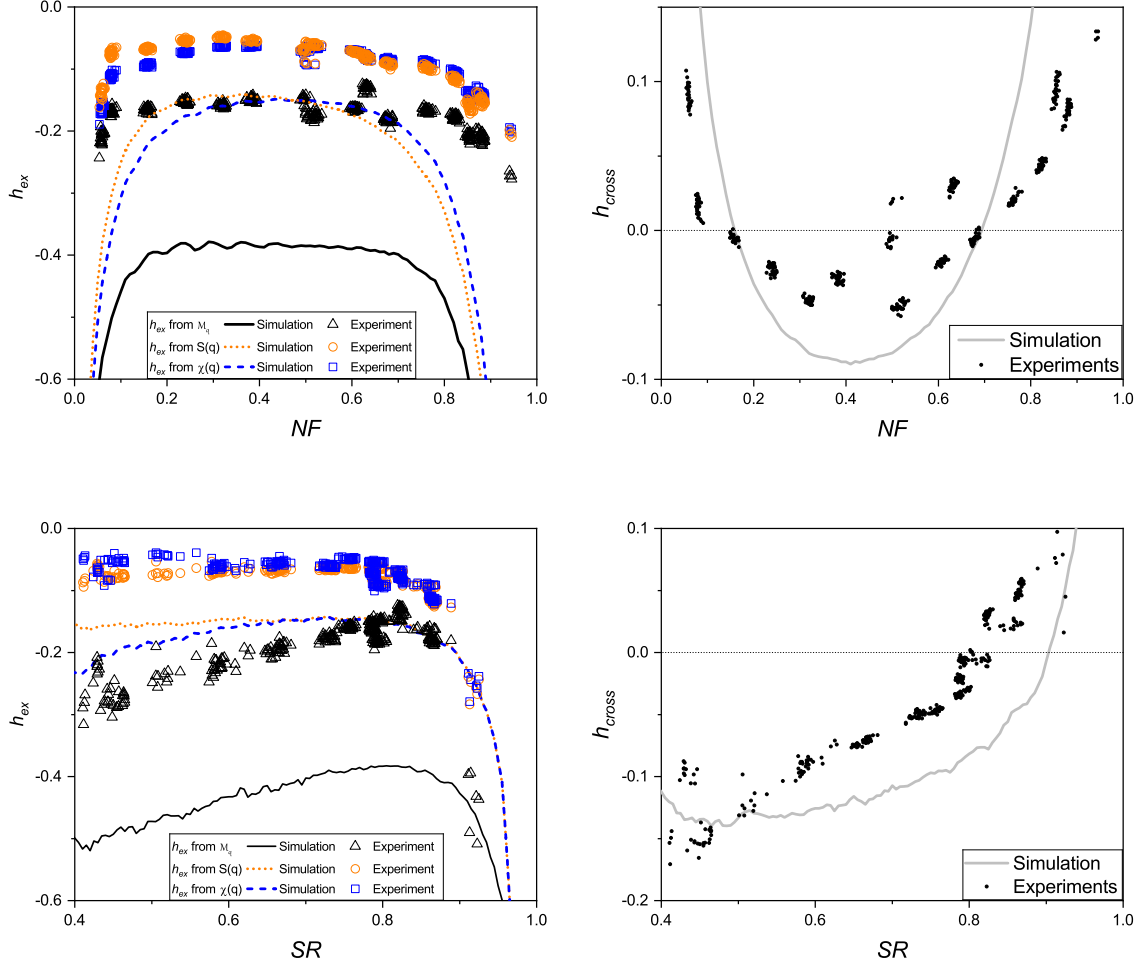 0.0
-0.2
-0.4
-0.6
h_ex
0.0 0.2 0.4 0.6 0.8 1.0
NF
h_ex from M_q Simulation Experiment
h_ex from S(q) Simulation Experiment
h_ex from χ(q) Simulation Experiment
0.1
0.0
-0.1
h_cross
0.0 0.2 0.4 0.6 0.8 1.0
NF
Simulation
Experiments
0.0
-0.2
-0.4
-0.6
h_ex
0.4 0.6 0.8 1.0
SR
h_ex from M_q Simulation Experiment
h_ex from S(q) Simulation Experiment
h_ex from χ(q) Simulation Experiment
0.1
0.0
-0.1
-0.2
h_cross
0.4 0.6 0.8 1.0
SR
Simulation
Experiments